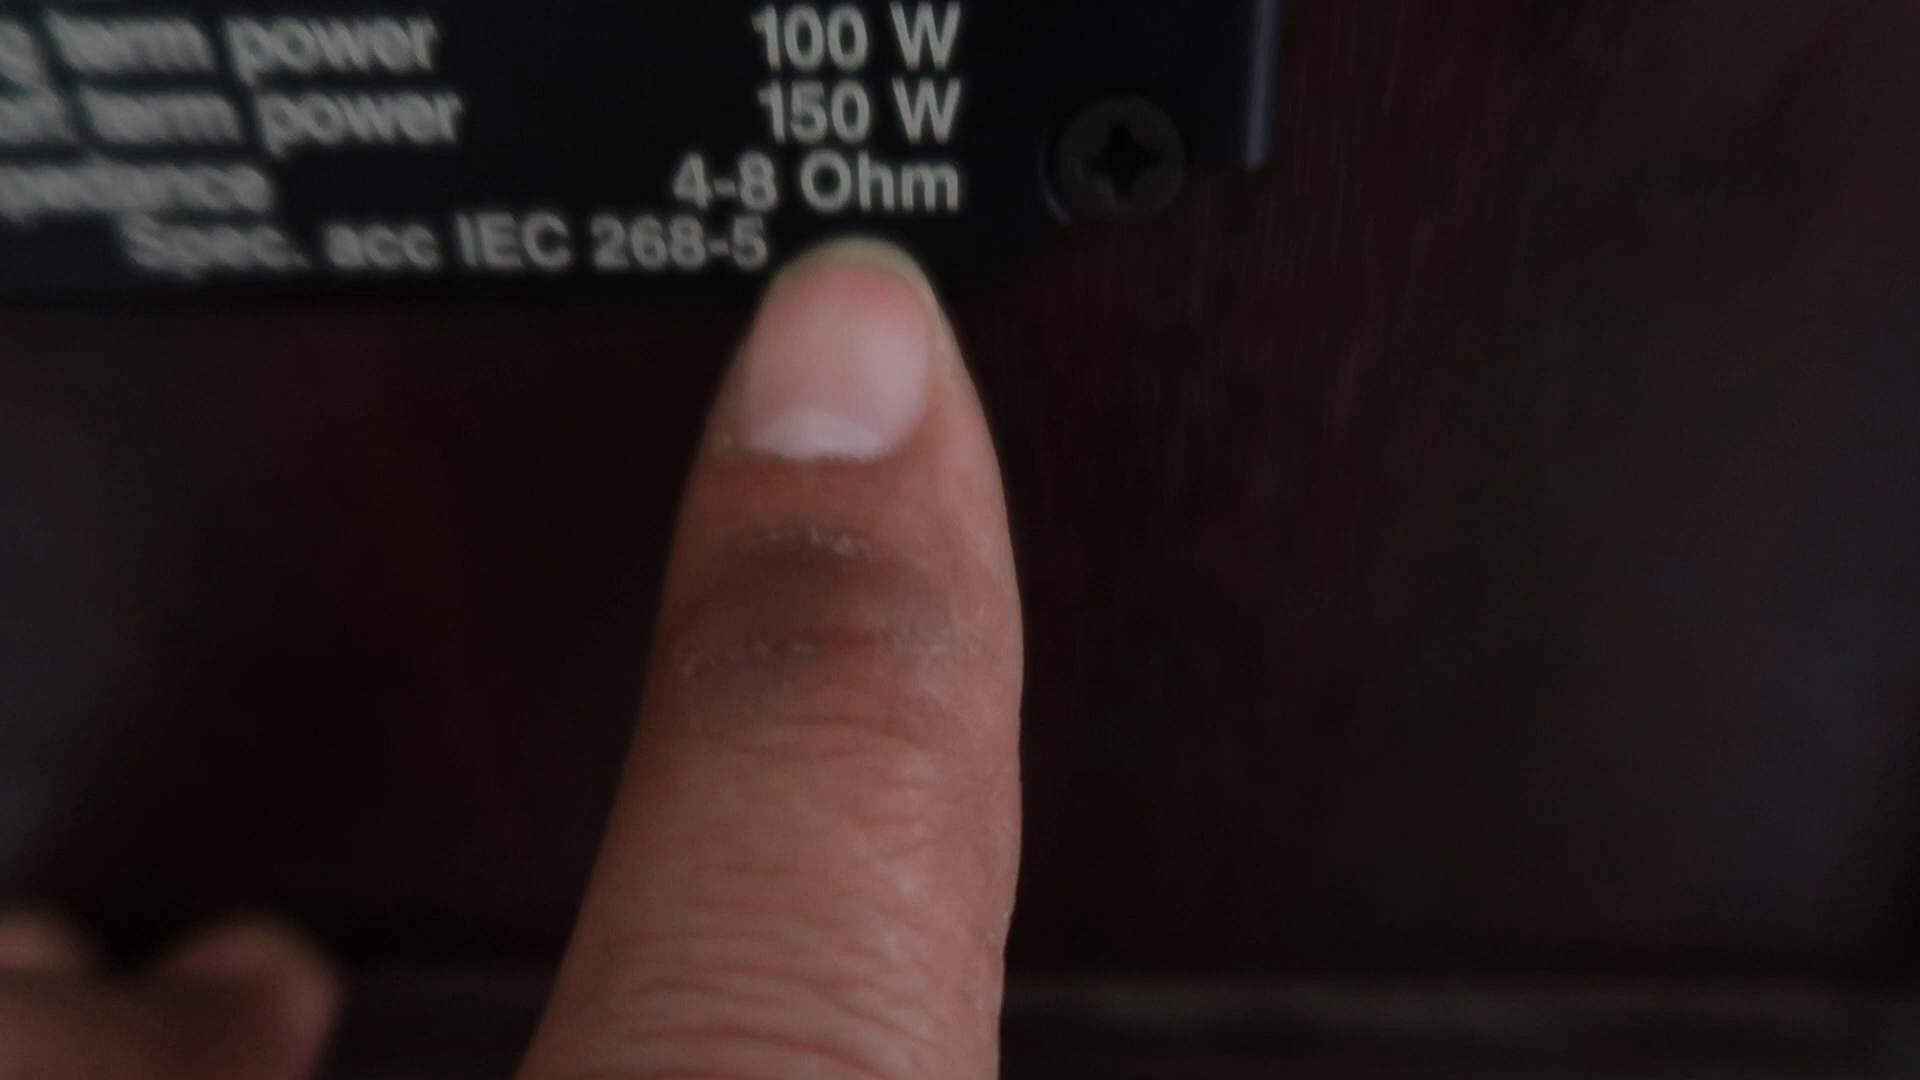 term power 100 W
term power 150 W
4-8 Ohm
Spec. acc IEC 268-5